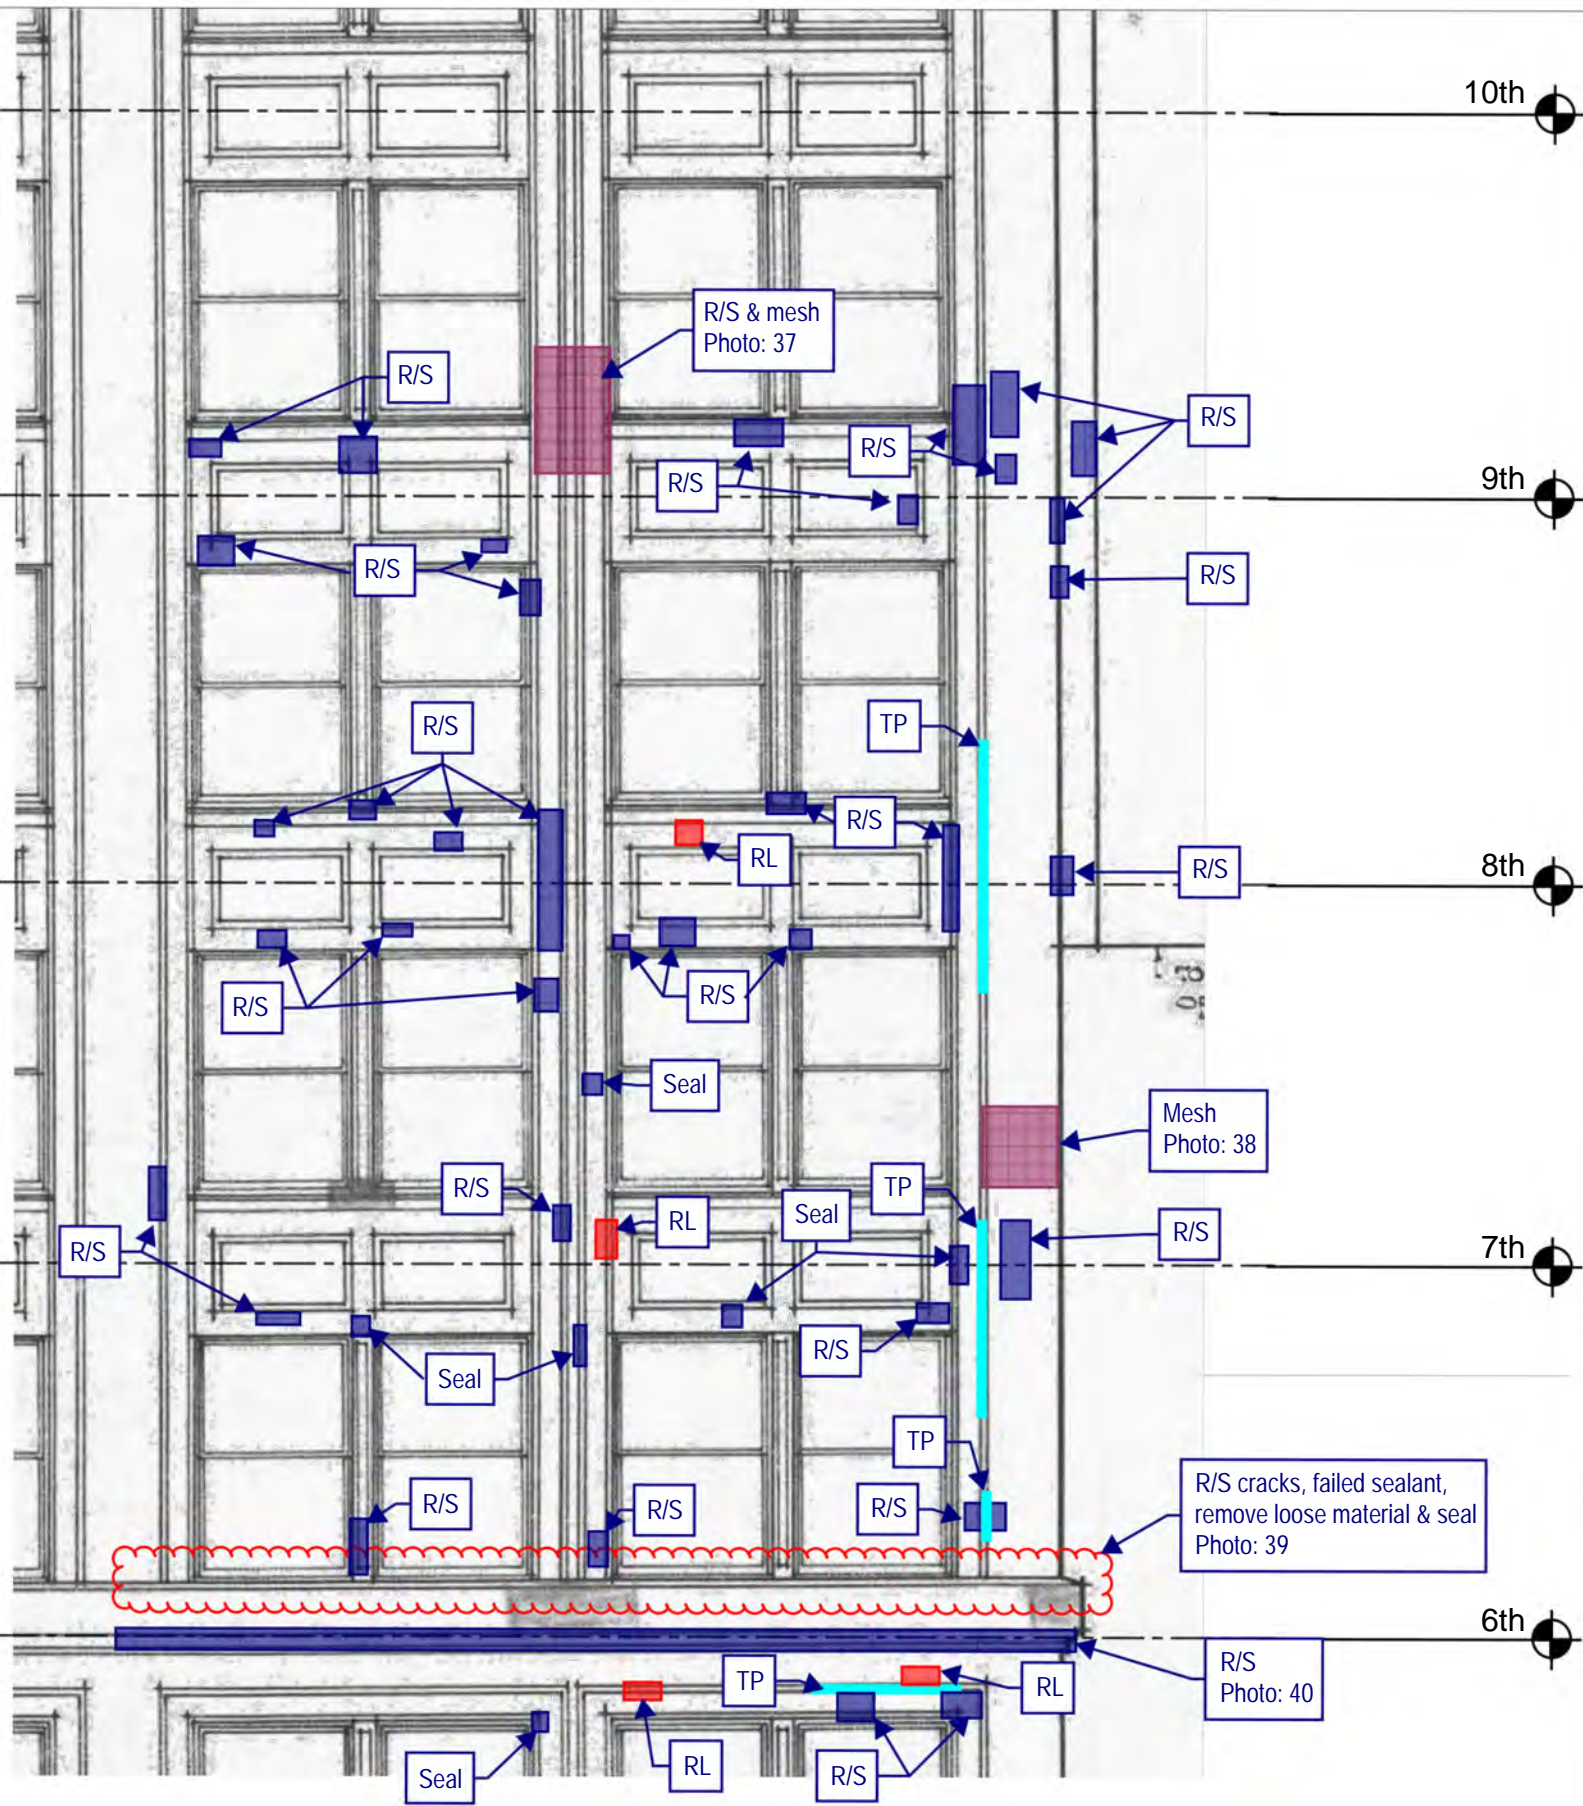 10th
R/S & mesh
Photo: 37
R/S
R/S
R/S
R/S
9th
R/S
R/S
R/S
TP
R/S
R/S
RL
8th
R/S
R/S
R/S
Seal
Mesh
Photo: 38
R/S
TP
RL
Seal
R/S
R/S
7th
R/S
Seal
TP
R/S
R/S
R/S
R/S cracks, failed sealant,
remove loose material & seal
Photo: 39
6th
R/S
Photo: 40
TP
RL
RL
Seal
R/S